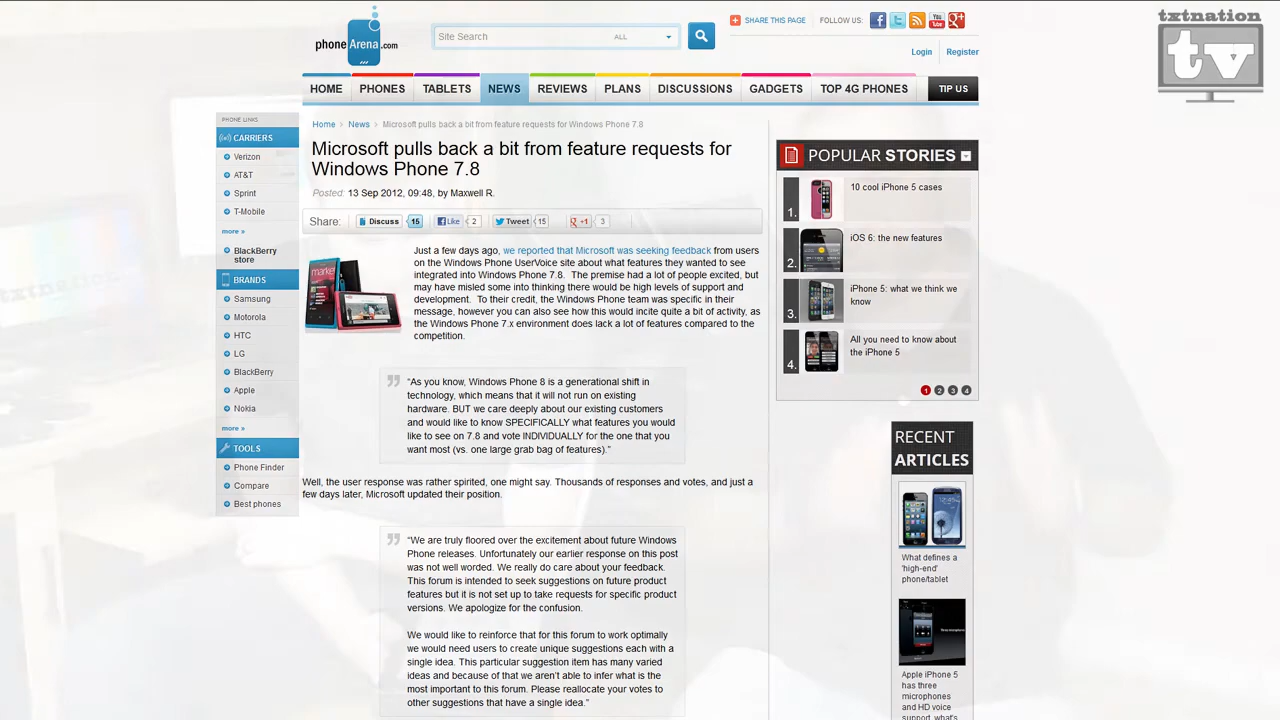 phoneArena.com
Site Search
ALL
SHARE THIS PAGE
FOLLOW US:
You Tube
Login
Register
txtnation
tv
HOME
PHONES
TABLETS
NEWS
REVIEWS
PLANS
DISCUSSIONS
GADGETS
TOP 4G PHONES
TIP US
PHONE LINKS
CARRIERS
Verizon
AT&T
Sprint
T-Mobile
more »
BlackBerry
store
BRANDS
Samsung
Motorola
HTC
LG
BlackBerry
Apple
Nokia
more »
TOOLS
Phone Finder
Compare
Best phones
Home > News > Microsoft pulls back a bit from feature requests for Windows Phone 7.8
Microsoft pulls back a bit from feature requests for
Windows Phone 7.8
Posted: 13 Sep 2012, 09:48, by Maxwell R.
Share: Discuss 15 Like 2 Tweet 15 +1 3
Just a few days ago, we reported that Microsoft was seeking feedback from users
on the Windows Phone UserVoice site about what features they wanted to see
integrated into Windows Phone 7.8. The premise had a lot of people excited, but
may have misled some into thinking there would be high levels of support and
development. To their credit, the Windows Phone team was specific in their
message, however you can also see how this would incite quite a bit of activity, as
the Windows Phone 7.x environment does lack a lot of features compared to the
competition.
“As you know, Windows Phone 8 is a generational shift in
technology, which means that it will not run on existing
hardware. BUT we care deeply about our existing customers
and would like to know SPECIFICALLY what features you would
like to see on 7.8 and vote INDIVIDUALLY for the one that you
want most (vs. one large grab bag of features).”
Well, the user response was rather spirited, one might say. Thousands of responses and votes, and just a
few days later, Microsoft updated their position.
“We are truly floored over the excitement about future Windows
Phone releases. Unfortunately our earlier response on this post
was not well worded. We really do care about your feedback.
This forum is intended to seek suggestions on future product
features but it is not set up to take requests for specific product
versions. We apologize for the confusion.
We would like to reinforce that for this forum to work optimally
we would need users to create unique suggestions each with a
single idea. This particular suggestion item has many varied
ideas and because of that we aren’t able to infer what is the
most important to this forum. Please reallocate your votes to
other suggestions that have a single idea.”
POPULAR STORIES
1. 10 cool iPhone 5 cases
2. iOS 6: the new features
3. iPhone 5: what we think we
know
4. All you need to know about
the iPhone 5
1 2 3 4
RECENT
ARTICLES
What defines a
'high-end'
phone/tablet
Apple iPhone 5
has three
microphones
and HD voice
support, what's